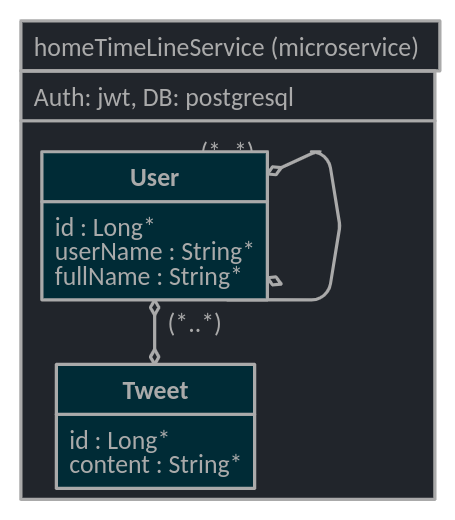 homeTimeLineService (microservice)
Auth: jwt, DB: postgresql
(*..*)
User
id : Long*
userName : String*
fullName : String*
(*..*)
Tweet
id : Long*
content : String*